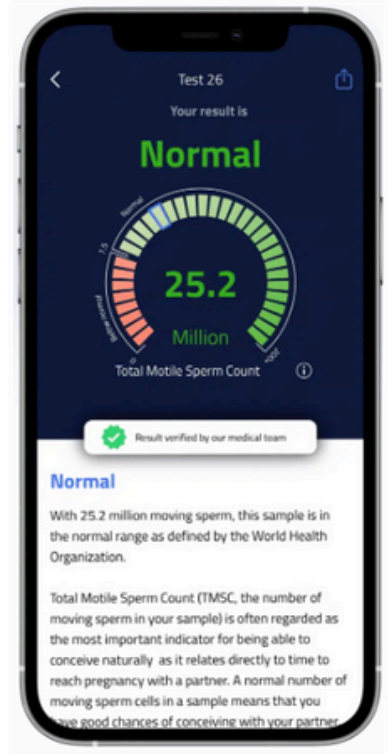 Test 26
Your result is
Normal
Normal
7.5
Abnormal
0
200+
25.2
Million
Total Motile Sperm Count
Result verified by our medical team
Normal
With 25.2 million moving sperm, this sample is in
the normal range as defined by the World Health
Organization.
Total Motile Sperm Count (TMSC, the number of
moving sperm in your sample) is often regarded as
the most important indicator for being able to
conceive naturally as it relates directly to time to
reach pregnancy with a partner. A normal number of
moving sperm cells in a sample means that you
have good chances of conceiving with your partner